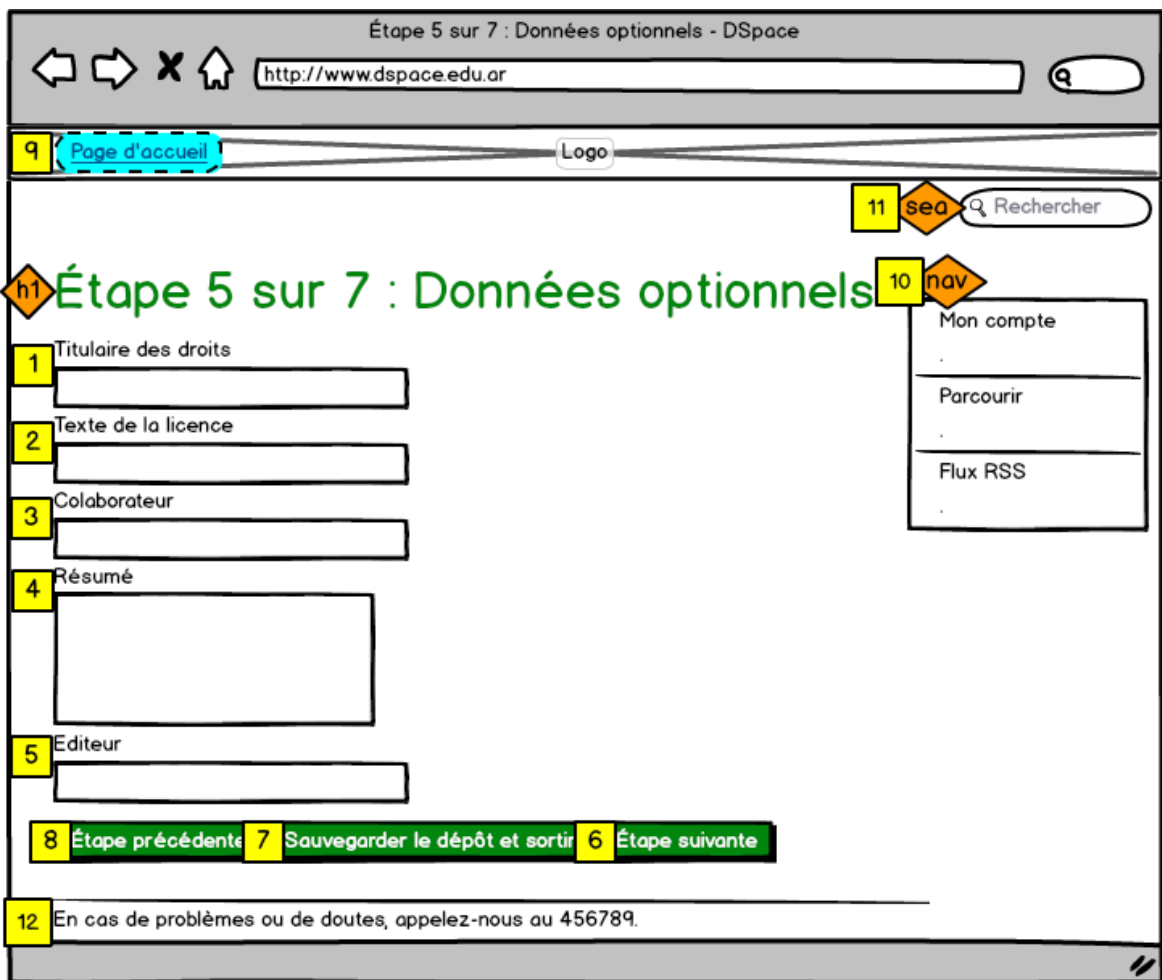 Étape 5 sur 7 : Données optionnels - DSpace
http://www.dspace.edu.ar
9 Page d'accueil Logo
11 sea Rechercher
h1 Étape 5 sur 7 : Données optionnels
10 nav
Mon compte
.
Parcourir
.
Flux RSS
.
1 Titulaire des droits
2 Texte de la licence
3 Colaborateur
4 Résumé
5 Editeur
8 Étape précédente 7 Sauvegarder le dépôt et sortir 6 Étape suivante
12 En cas de problèmes ou de doutes, appelez-nous au 456789.